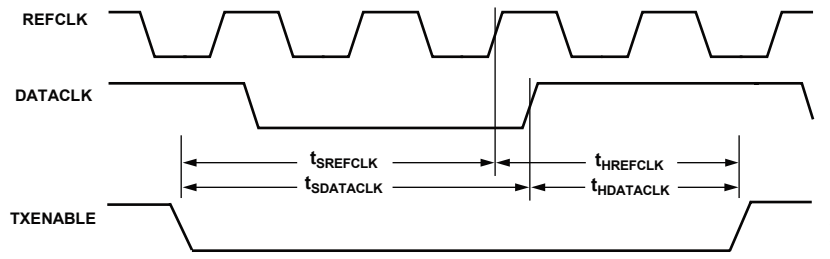 REFCLK
DATACLK
tSREFCLK tHREFCLK
tSDATACLK tHDATACLK
TXENABLE